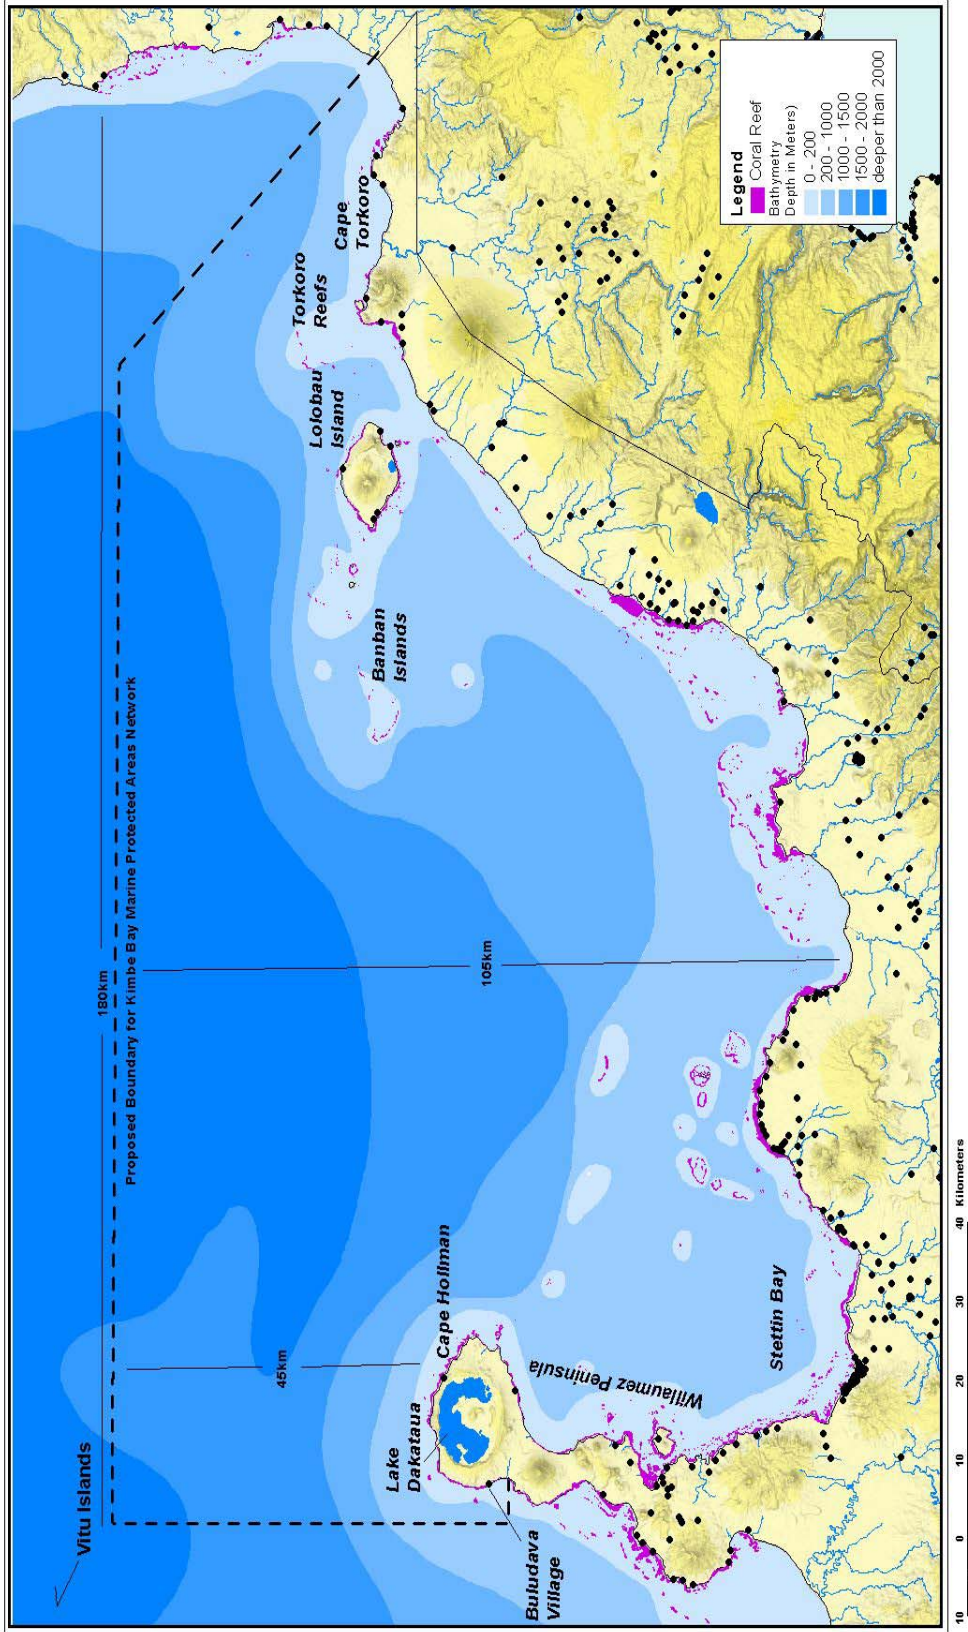 Vitu Islands
180km
Proposed Boundary for Kimbe Bay Marine Protected Areas Network
45km
105km
Lake
Dakataua
Cape Hollman
Buludava
Village
Willaumez Peninsula
Stettin Bay
Banban
Islands
Lolobau
Island
Torkoro
Reefs
Cape
Torkoro
Legend
Coral Reef
Bathymetry
Depth in Meters)
0 - 200
200 - 1000
1000 - 1500
1500 - 2000
deeper than 2000
10 0 10 20 30 40 Kilometers